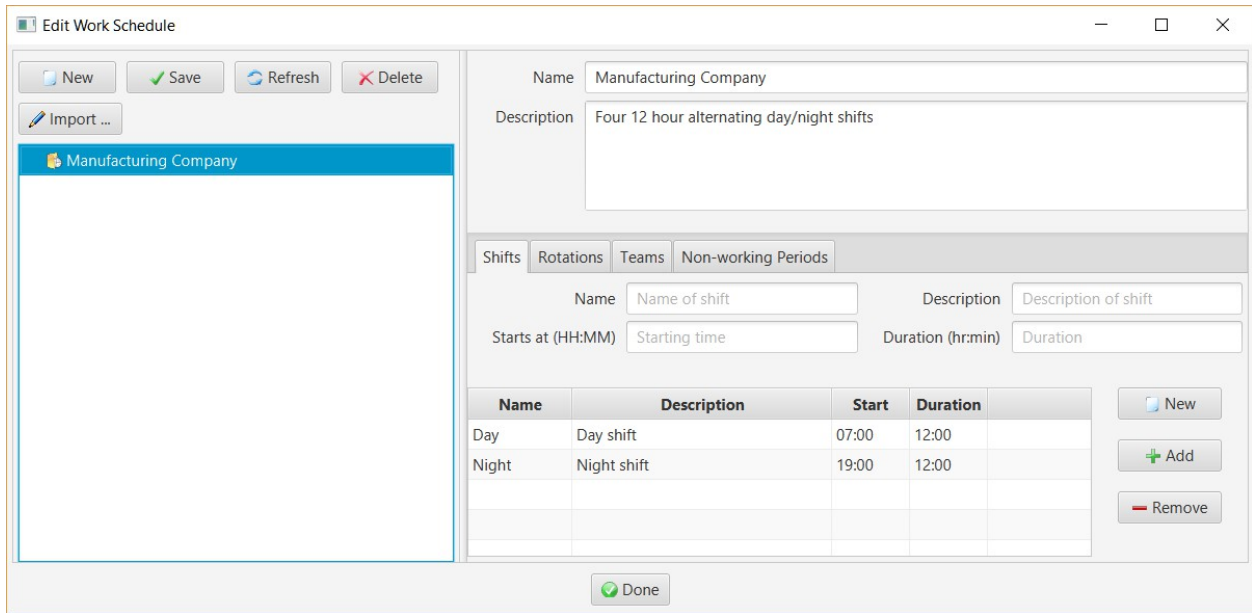 Edit Work Schedule
New Save Refresh Delete
Import ...
Manufacturing Company
Name Manufacturing Company
Description Four 12 hour alternating day/night shifts
Shifts Rotations Teams Non-working Periods
Name Name of shift Description Description of shift
Starts at (HH:MM) Starting time Duration (hr:min) Duration
Name Description Start Duration
Day Day shift 07:00 12:00
Night Night shift 19:00 12:00
New
Add
Remove
Done